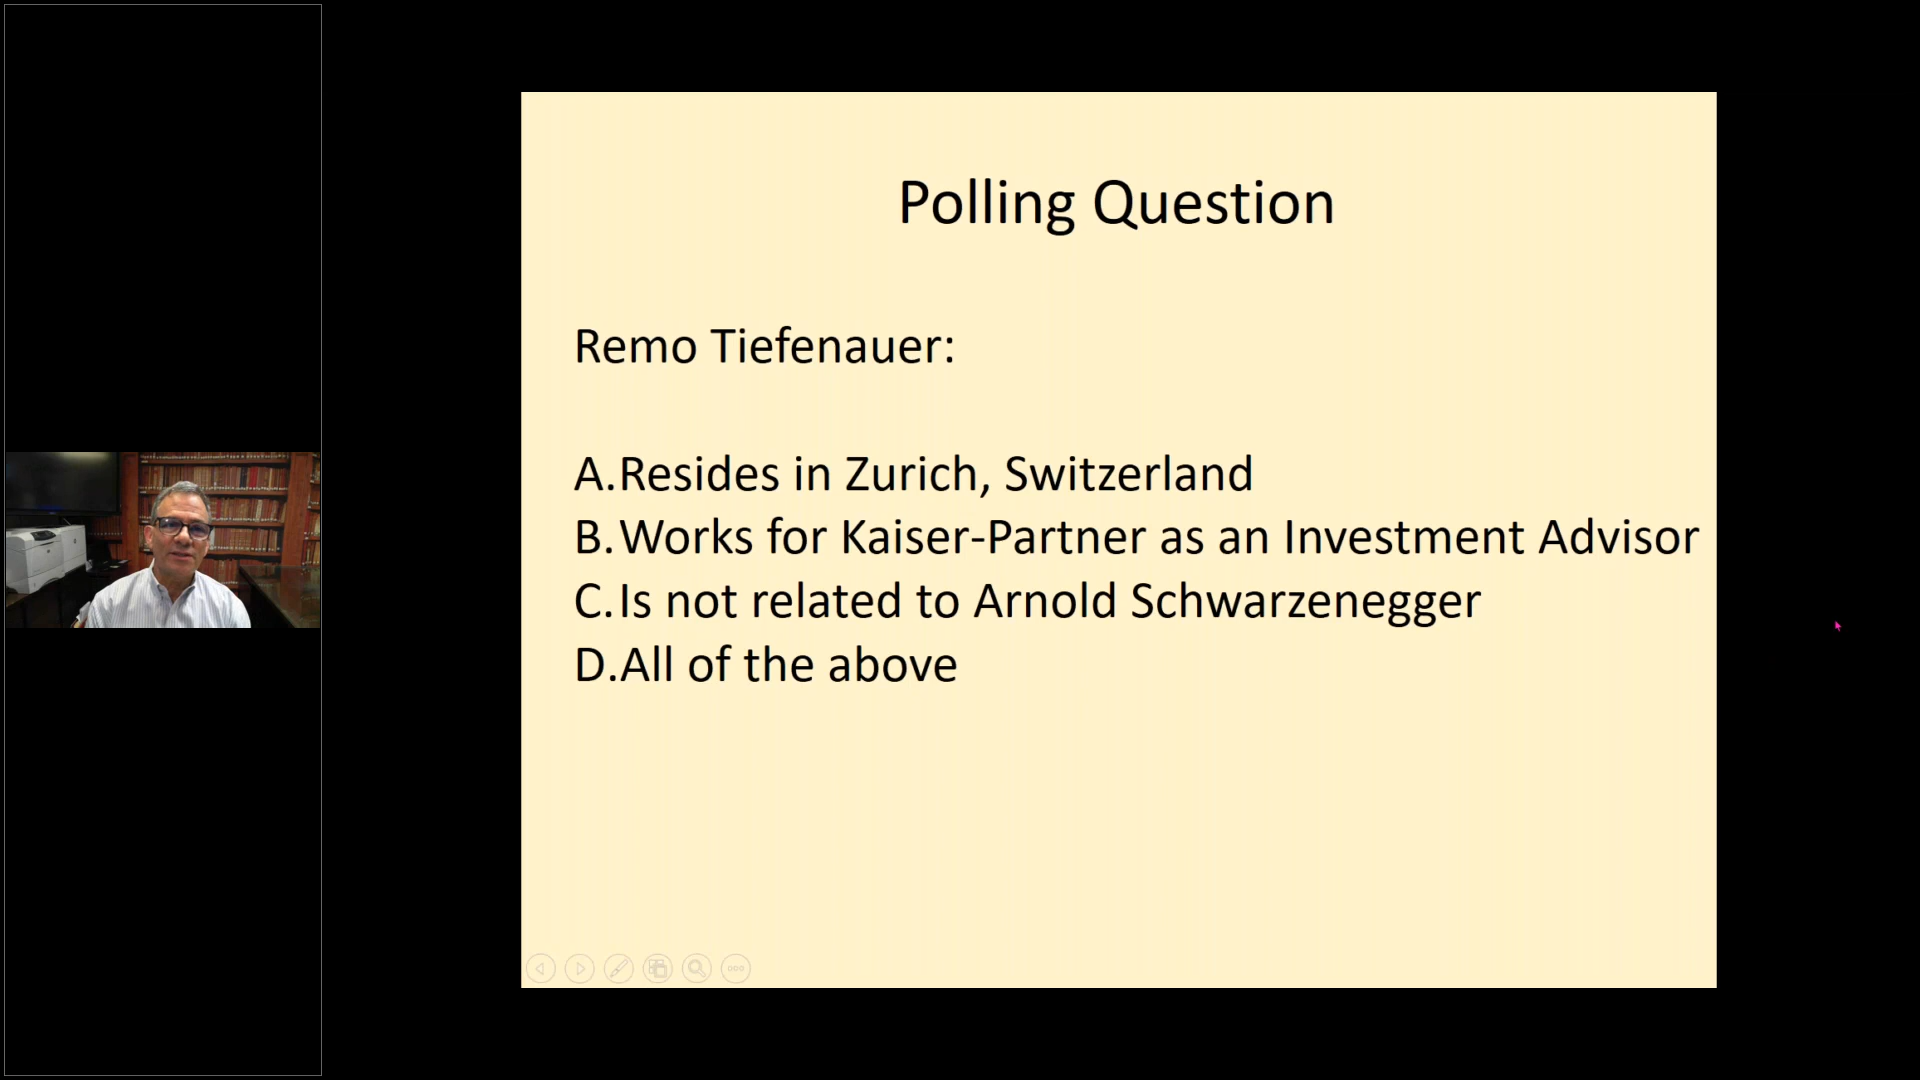 Polling Question
Remo Tiefenauer:
A.Resides in Zurich, Switzerland
B.Works for Kaiser-Partner as an Investment Advisor
C.Is not related to Arnold Schwarzenegger
D.All of the above